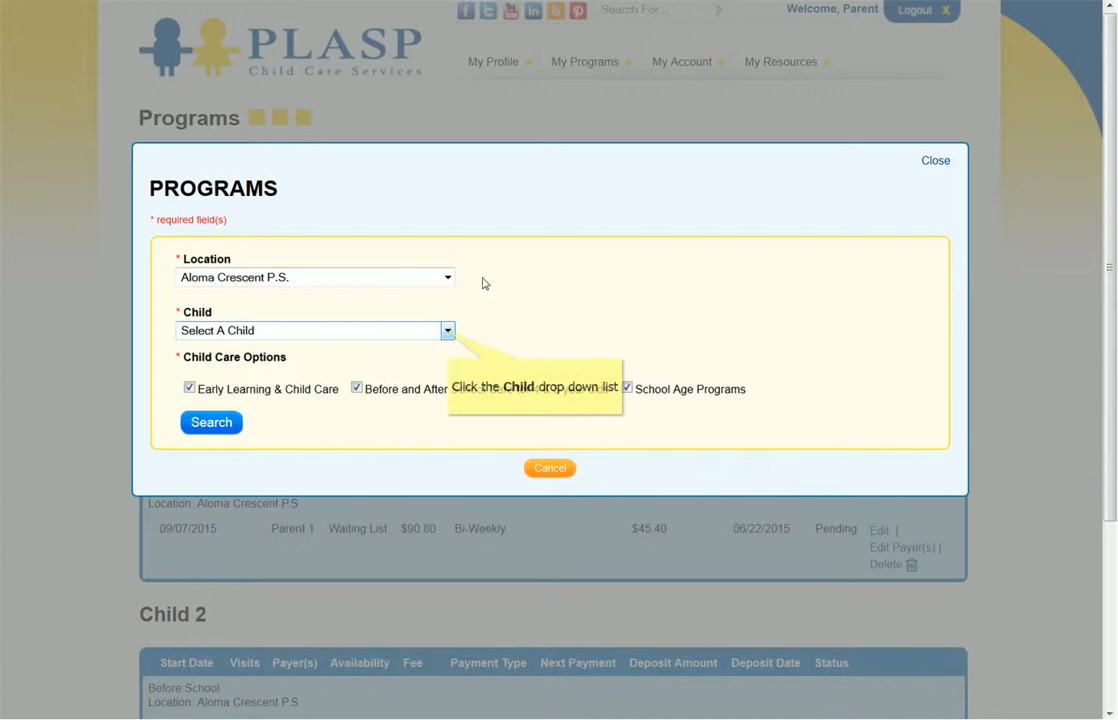 Search For...
Welcome, Parent
Logout X
PLASP
Child Care Services
My Profile
My Programs
My Account
My Resources
Programs
Close
PROGRAMS
* required field(s)
* Location
Aloma Crescent P.S.
* Child
Select A Child
* Child Care Options
Early Learning & Child Care
Before and After
Click the Child drop down list
School Age Programs
Search
Cancel
Location: Aloma Crescent P.S
09/07/2015 Parent 1 Waiting List $90.80 Bi-Weekly $45.40 06/22/2015 Pending Edit |
Edit Payer(s) |
Delete
Child 2
Start Date Visits Payer(s) Availability Fee Payment Type Next Payment Deposit Amount Deposit Date Status
Before School
Location: Aloma Crescent P.S